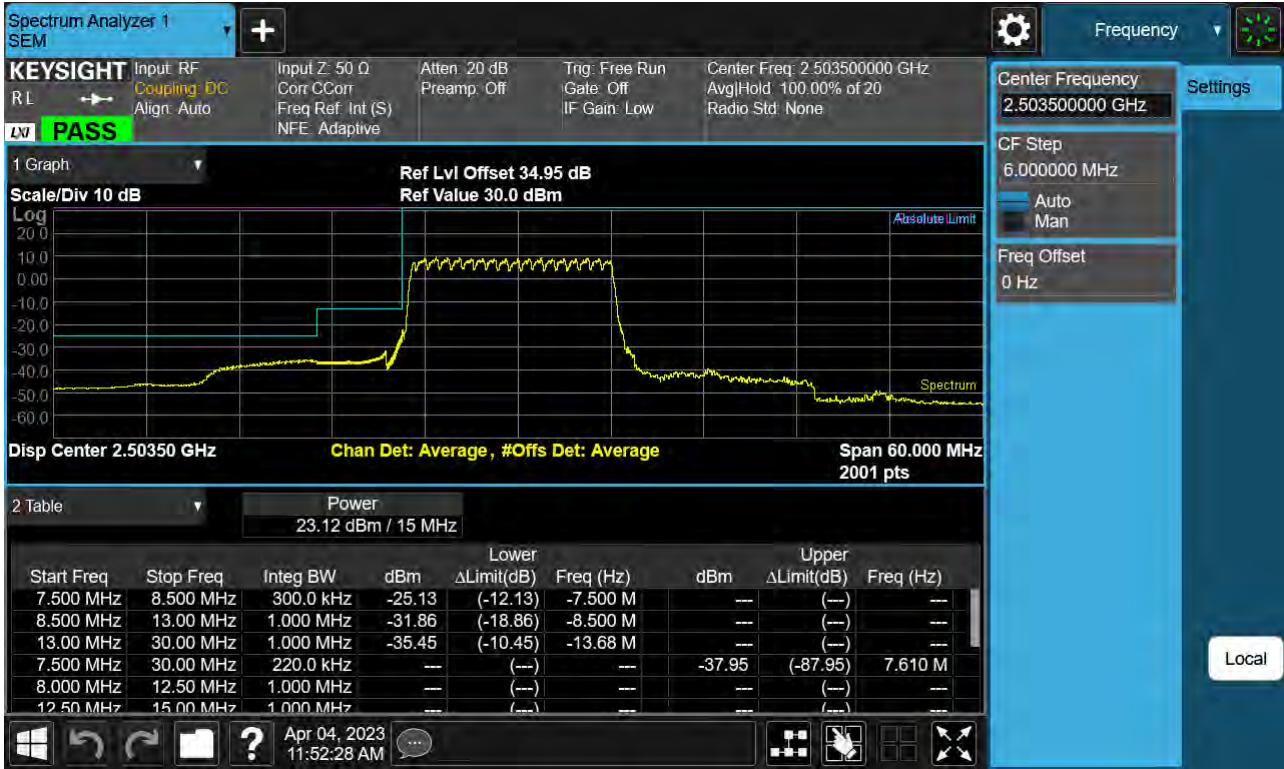 Spectrum Analyzer 1
SEM
Frequency
KEYSIGHT
R L
LXI
PASS
Input: RF
Coupling: DC
Align: Auto
Input Z: 50 Ω
Corr CCorr
Freq Ref: Int (S)
NFE: Adaptive
Atten: 20 dB
Preamp: Off
Trig: Free Run
Gate: Off
IF Gain: Low
Center Freq: 2.503500000 GHz
Avg|Hold: 100.00% of 20
Radio Std: None
Center Frequency
2.503500000 GHz
Settings
CF Step
6.000000 MHz
Auto
Man
Freq Offset
0 Hz
1 Graph
Scale/Div 10 dB
Ref Lvl Offset 34.95 dB
Ref Value 30.0 dBm
Log
20.0
10.0
0.00
-10.0
-20.0
-30.0
-40.0
-50.0
-60.0
Limit
Spectrum
Disp Center 2.50350 GHz
Chan Det: Average, #Offs Det: Average
Span 60.000 MHz
2001 pts
2 Table
Power
23.12 dBm / 15 MHz
Lower Upper
Start Freq Stop Freq Integ BW dBm ΔLimit(dB) Freq (Hz) dBm ΔLimit(dB) Freq (Hz)
7.500 MHz 8.500 MHz 300.0 kHz -25.13 (-12.13) -7.500 M --- (---) ---
8.500 MHz 13.00 MHz 1.000 MHz -31.86 (-18.86) -8.500 M --- (---) ---
13.00 MHz 30.00 MHz 1.000 MHz -35.45 (-10.45) -13.68 M --- (---) ---
7.500 MHz 30.00 MHz 220.0 kHz --- (---) --- -37.95 (-87.95) 7.610 M
8.000 MHz 12.50 MHz 1.000 MHz --- (---) --- --- (---) ---
12.50 MHz 15.00 MHz 1.000 MHz --- (---) --- --- (---) ---
Local
?
Apr 04, 2023
11:52:28 AM